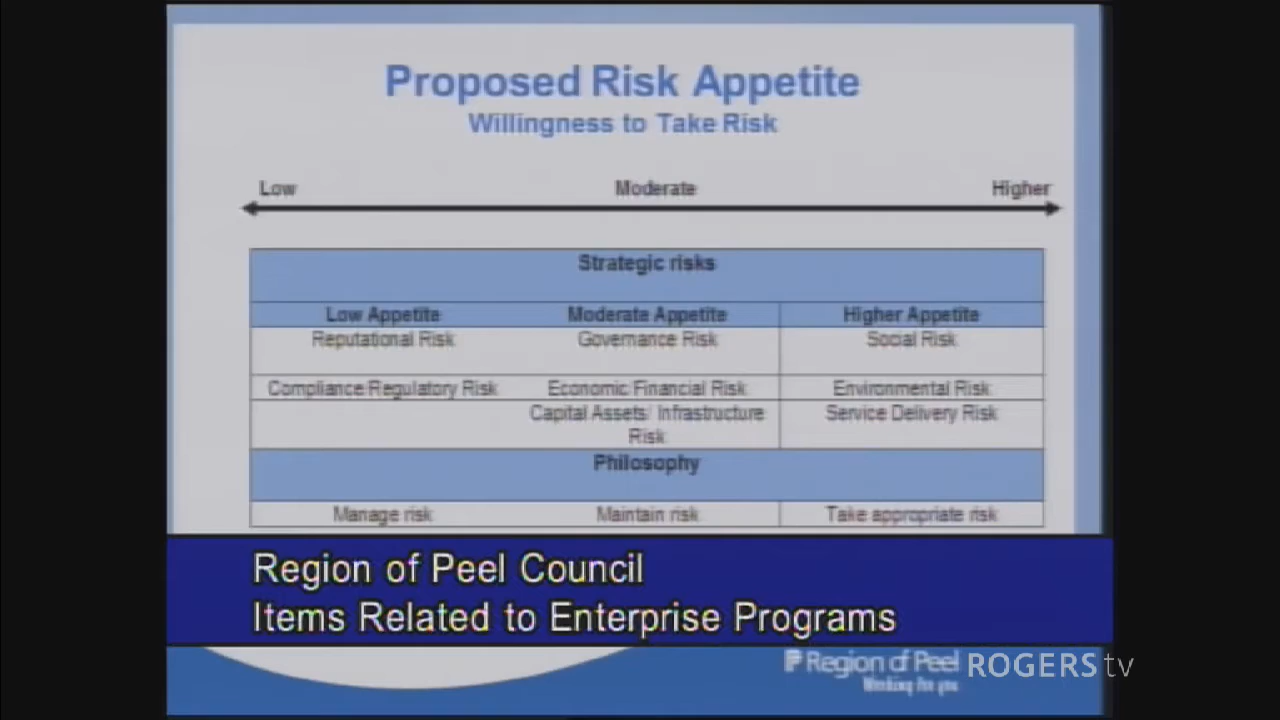 Proposed Risk Appetite
Willingness to Take Risk
Low Moderate Higher
Strategic risks
Low Appetite Moderate Appetite Higher Appetite
Reputational Risk Governance Risk Social Risk
Compliance/Regulatory Risk Economic/Financial Risk Environmental Risk
Capital Assets/ Infrastructure Service Delivery Risk
Risk
Philosophy
Manage risk Maintain risk Take appropriate risk
Region of Peel Council
Items Related to Enterprise Programs
Region of Peel ROGERS tv
Working for you